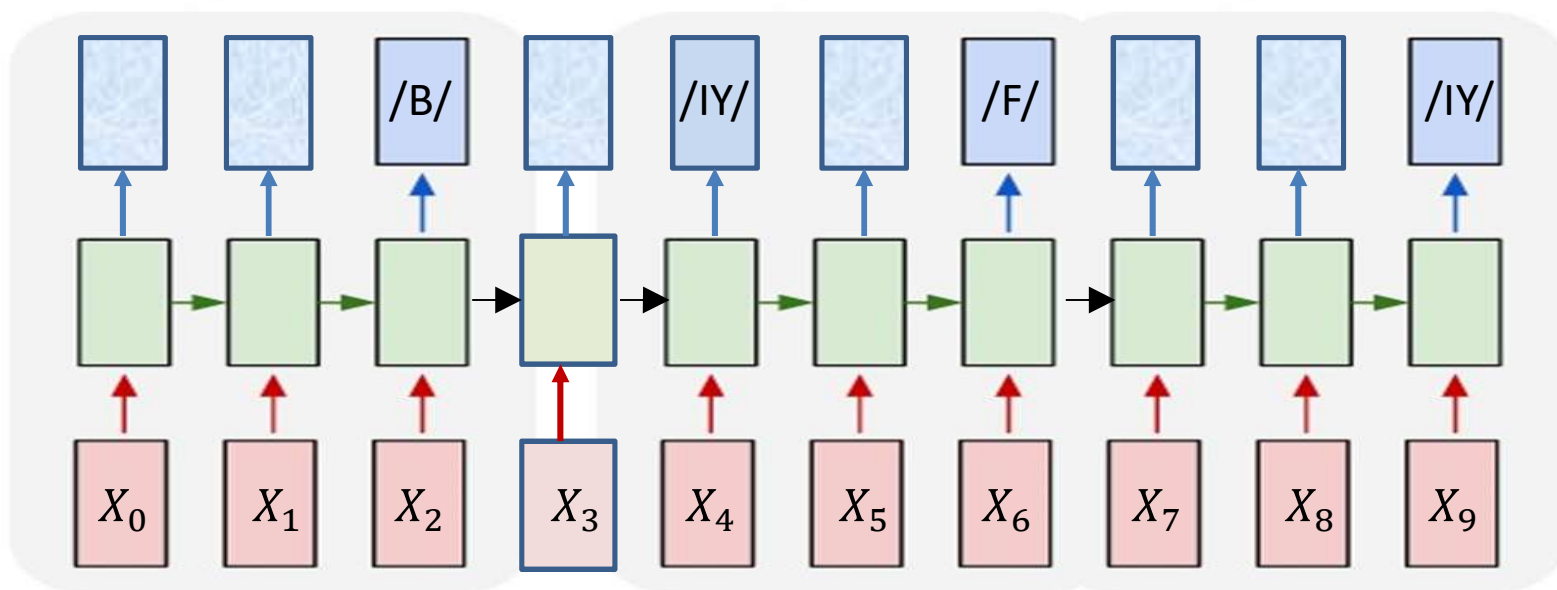 /B/ /IY/ /F/ /IY/
X₀ X₁ X₂ X₃ X₄ X₅ X₆ X₇ X₈ X₉